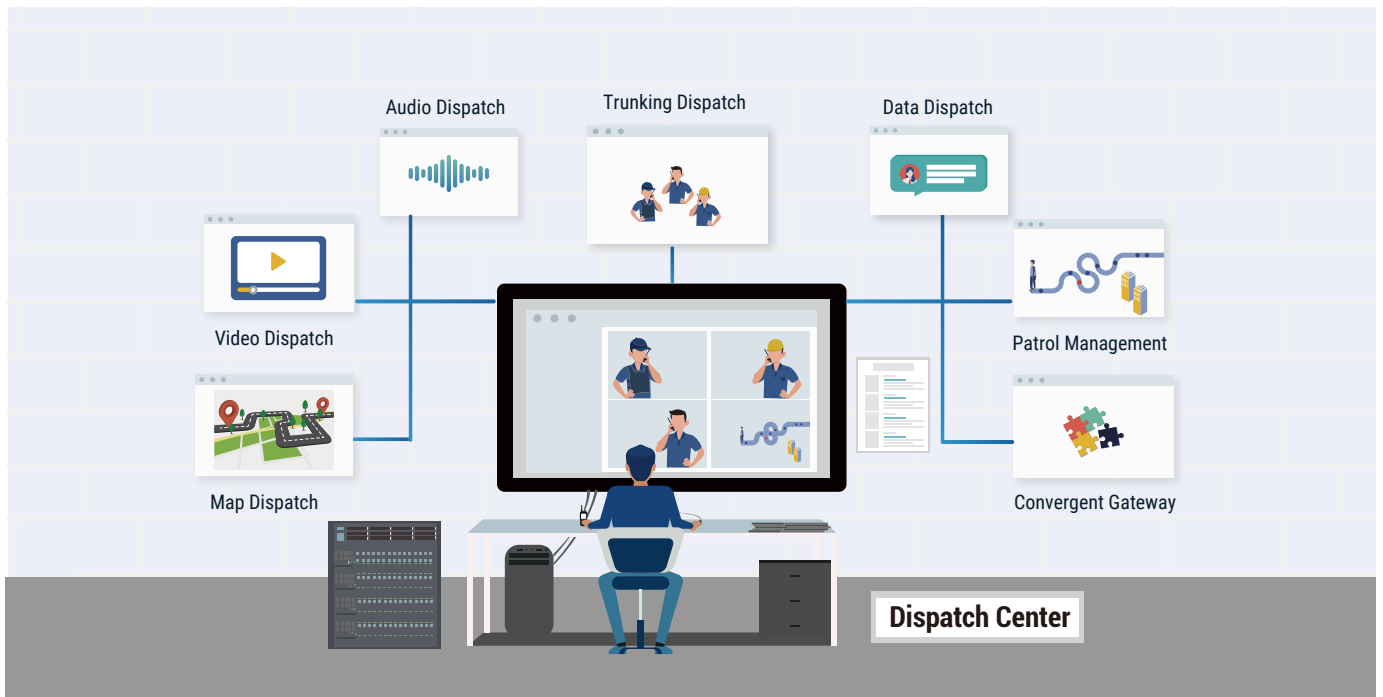 Audio Dispatch
Trunking Dispatch
Data Dispatch
Video Dispatch
Patrol Management
Map Dispatch
Convergent Gateway
Dispatch Center